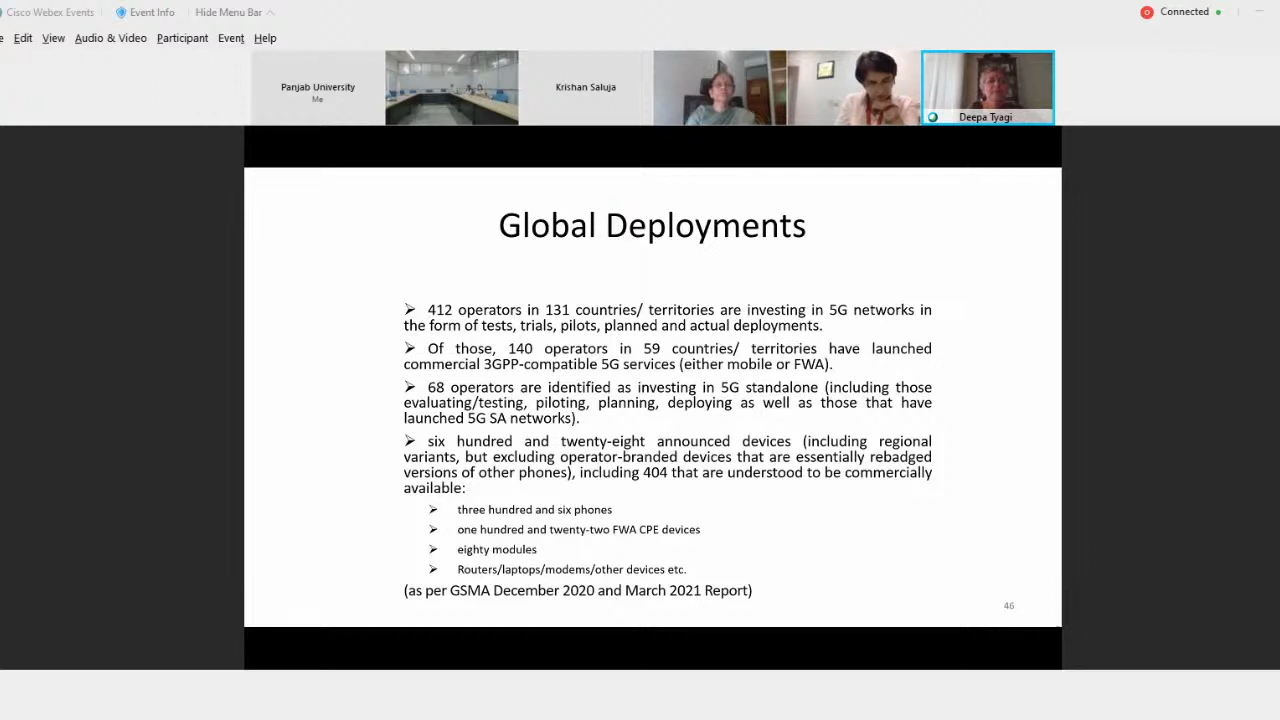 Cisco Webex Events
Event Info
Hide Menu Bar
Connected
e Edit View Audio & Video Participant Event Help
Panjab University
Me
Krishan Saluja
Deepa Tyagi
Global Deployments
➢ 412 operators in 131 countries/ territories are investing in 5G networks in
the form of tests, trials, pilots, planned and actual deployments.
➢ Of those, 140 operators in 59 countries/ territories have launched
commercial 3GPP-compatible 5G services (either mobile or FWA).
➢ 68 operators are identified as investing in 5G standalone (including those
evaluating/testing, piloting, planning, deploying as well as those that have
launched 5G SA networks).
➢ six hundred and twenty-eight announced devices (including regional
variants, but excluding operator-branded devices that are essentially rebadged
versions of other phones), including 404 that are understood to be commercially
available:
➢ three hundred and six phones
➢ one hundred and twenty-two FWA CPE devices
➢ eighty modules
➢ Routers/laptops/modems/other devices etc.
(as per GSMA December 2020 and March 2021 Report)
46